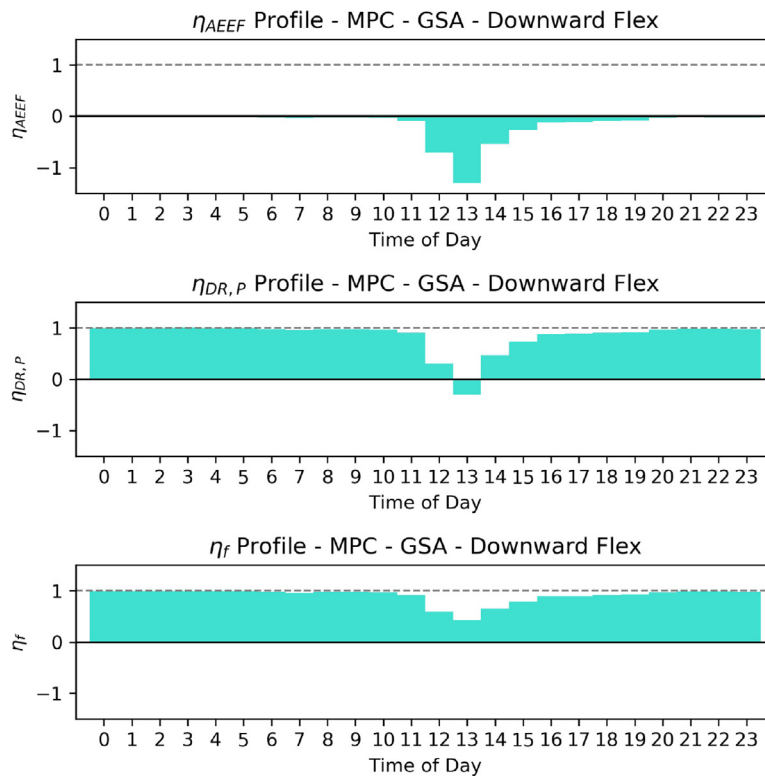 η_AEEF Profile - MPC - GSA - Downward Flex
1
0
−1
η_AEEF
0 1 2 3 4 5 6 7 8 9 10 11 12 13 14 15 16 17 18 19 20 21 22 23
Time of Day
η_DR, P Profile - MPC - GSA - Downward Flex
1
0
−1
η_DR, P
0 1 2 3 4 5 6 7 8 9 10 11 12 13 14 15 16 17 18 19 20 21 22 23
Time of Day
η_f Profile - MPC - GSA - Downward Flex
1
0
−1
η_f
0 1 2 3 4 5 6 7 8 9 10 11 12 13 14 15 16 17 18 19 20 21 22 23
Time of Day